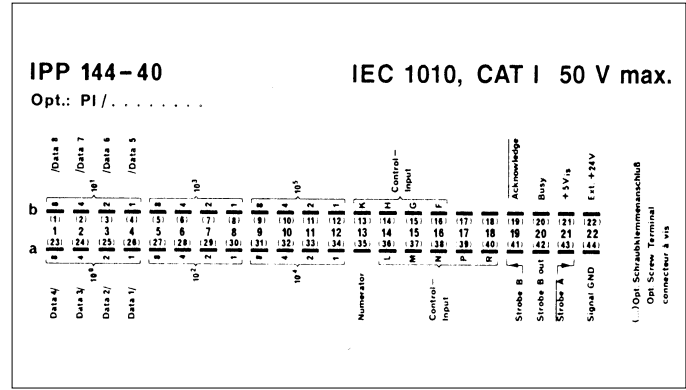 IPP 144-40
IEC 1010, CAT I 50 V max.
Opt.: PI/........
/Data 8
/Data 7
/Data 6
/Data 5
10¹
10³
10⁵
Control-
Input
Acknowledge
Busy
+5Vis
Ext. +24V
8 4 2 1 8 4 2 1 8 4 2 1 K H G F
b
(1) (2) (3) (4) (5) (6) (7) (8) (9) (10) (11) (12) (13) (14) (15) (16) (17) (18) (19) (20) (21) (22)
1 2 3 4 5 6 7 8 9 10 11 12 13 14 15 16 17 18 19 20 21 22
(23) (24) (25) (26) (27) (28) (29) (30) (31) (32) (33) (34) (35) (36) (37) (38) (39) (40) (41) (42) (43) (44)
a
8 4 2 1 8 4 2 1 8 4 2 1 L M N P R
10⁰
10²
10⁴
Data 4/
Data 3/
Data 2/
Data 1/
Numerator
Control-
Input
Strobe B
Strobe B out
Strobe A
Signal GND
(...) Opt. Schraubklemmenanschluß
Opt Screw Terminal
connecteur à vis